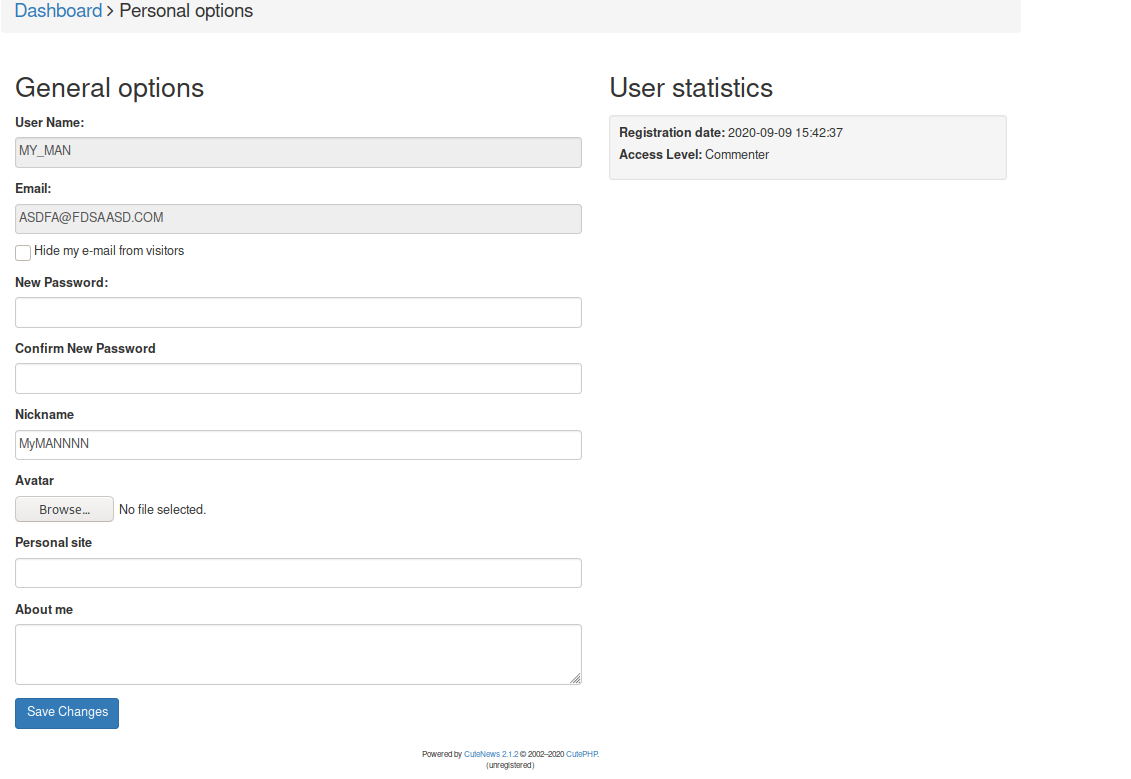 Dashboard > Personal options
General options
User Name:
MY_MAN
Email:
ASDFA@FDSAASD.COM
Hide my e-mail from visitors
New Password:
Confirm New Password
Nickname
MyMANNNN
Avatar
Browse... No file selected.
Personal site
About me
Save Changes
User statistics
Registration date: 2020-09-09 15:42:37
Access Level: Commenter
Powered by CuteNews 2.1.2 © 2002–2020 CutePHP.
(unregistered)